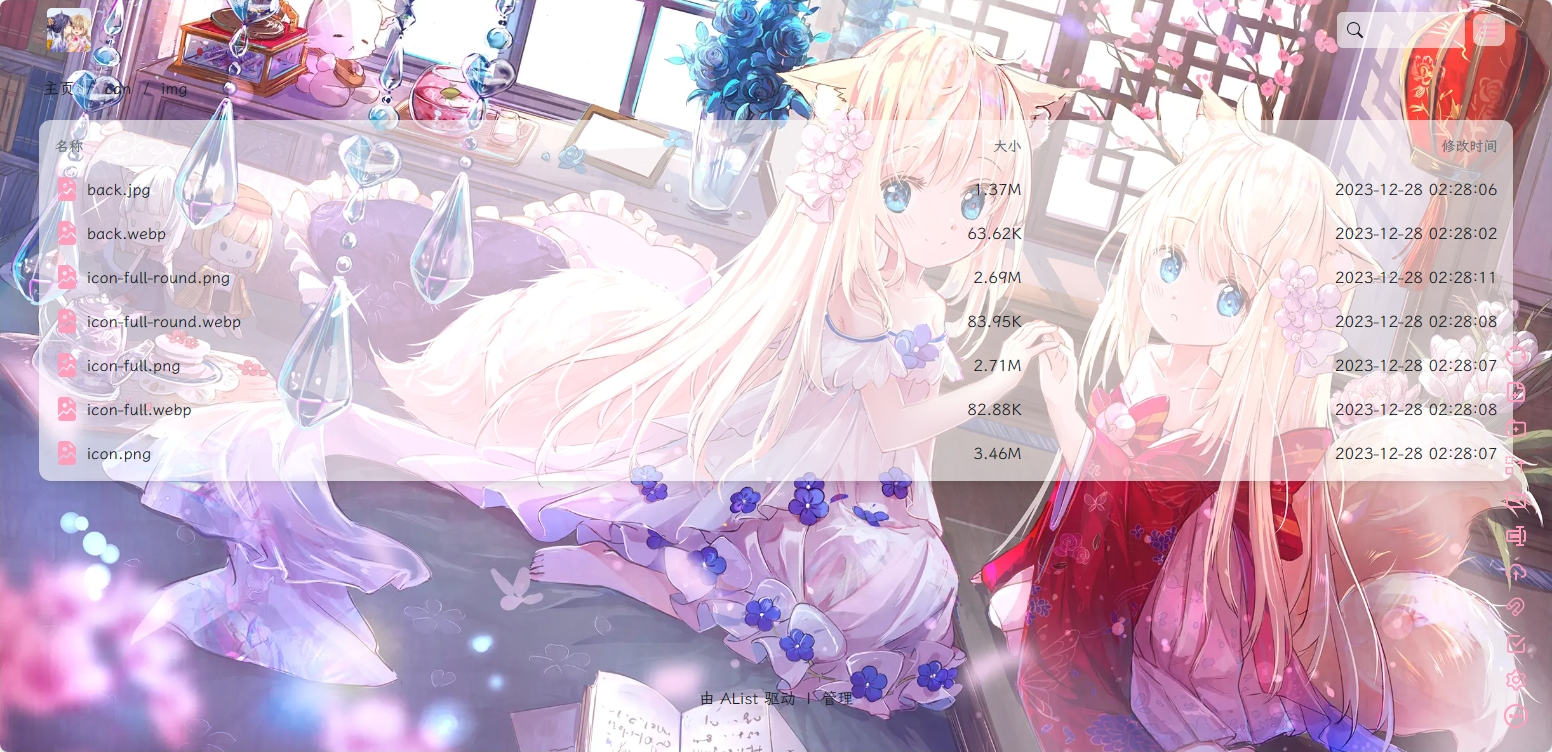 主页 / can / img
名称 大小 修改时间
back.jpg 1.37M 2023-12-28 02:28:06
back.webp 63.62K 2023-12-28 02:28:02
icon-full-round.png 2.69M 2023-12-28 02:28:11
icon-full-round.webp 83.95K 2023-12-28 02:28:08
icon-full.png 2.71M 2023-12-28 02:28:07
icon-full.webp 82.88K 2023-12-28 02:28:08
icon.png 3.46M 2023-12-28 02:28:07
由 AList 驱动 | 管理